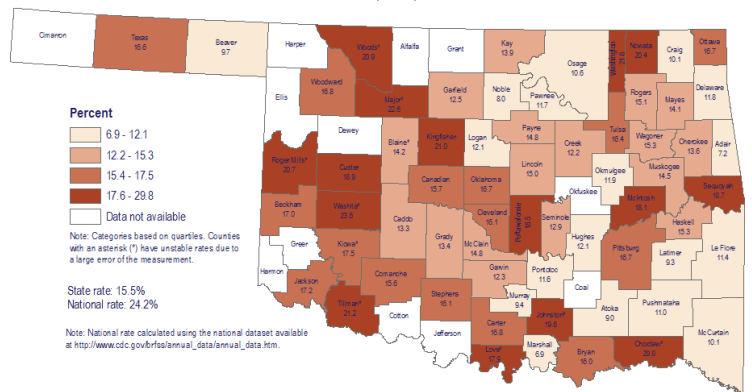 Cimarron
Texas
16.6
Beaver
9.7
Harper
Woods*
20.9
Alfalfa
Grant
Kay
13.9
Osage
10.6
Washington
Nowata
20.4
Craig
10.1
Ottawa
16.7
Ellis
Woodward
16.8
Major*
22.6
Garfield
12.5
Noble
8.0
Pawnee
11.7
Rogers
15.1
Mayes
14.1
Delaware
11.8
Percent
6.9 - 12.1
12.2 - 15.3
15.4 - 17.5
17.6 - 29.8
Data not available
Note: Categories based on quartiles. Counties
with an asterisk (*) have unstable rates due to
a large error of the measurement.
State rate: 15.5%
National rate: 24.2%
Note: National rate calculated using the national dataset available
at http://www.cdc.gov/brfss/annual_data/annual_data.htm.
Dewey
Blaine*
14.2
Kingfisher
21.0
Logan
12.1
Payne
14.8
Creek
12.2
Tulsa
16.4
Wagoner
15.3
Cherokee
13.6
Adair
7.2
Roger Mills*
20.7
Custer
18.9
Canadian
15.7
Oklahoma
16.7
Lincoln
15.0
Okmulgee
11.9
Muskogee
14.5
Okfuskee
McIntosh
18.1
Sequoyah
18.7
Beckham
17.0
Washita*
23.6
Caddo
13.3
Grady
13.4
Cleveland
16.1
Pottawatomie
Seminole
12.9
Hughes
12.1
Haskell
15.3
Pittsburg
16.7
Latimer
9.3
Le Flore
11.4
Greer
Kiowa*
17.5
McClain
14.8
Harmon
Jackson
17.2
Comanche
15.6
Garvin
12.3
Pontotoc
11.6
Coal
Tillman*
21.2
Cotton
Stephens
16.1
Murray
9.4
Johnston*
Atoka
9.0
Pushmataha
11.0
McCurtain
10.1
Jefferson
Carter
16.8
Love*
17.9
Marshall
6.9
Bryan
16.0
Choctaw*